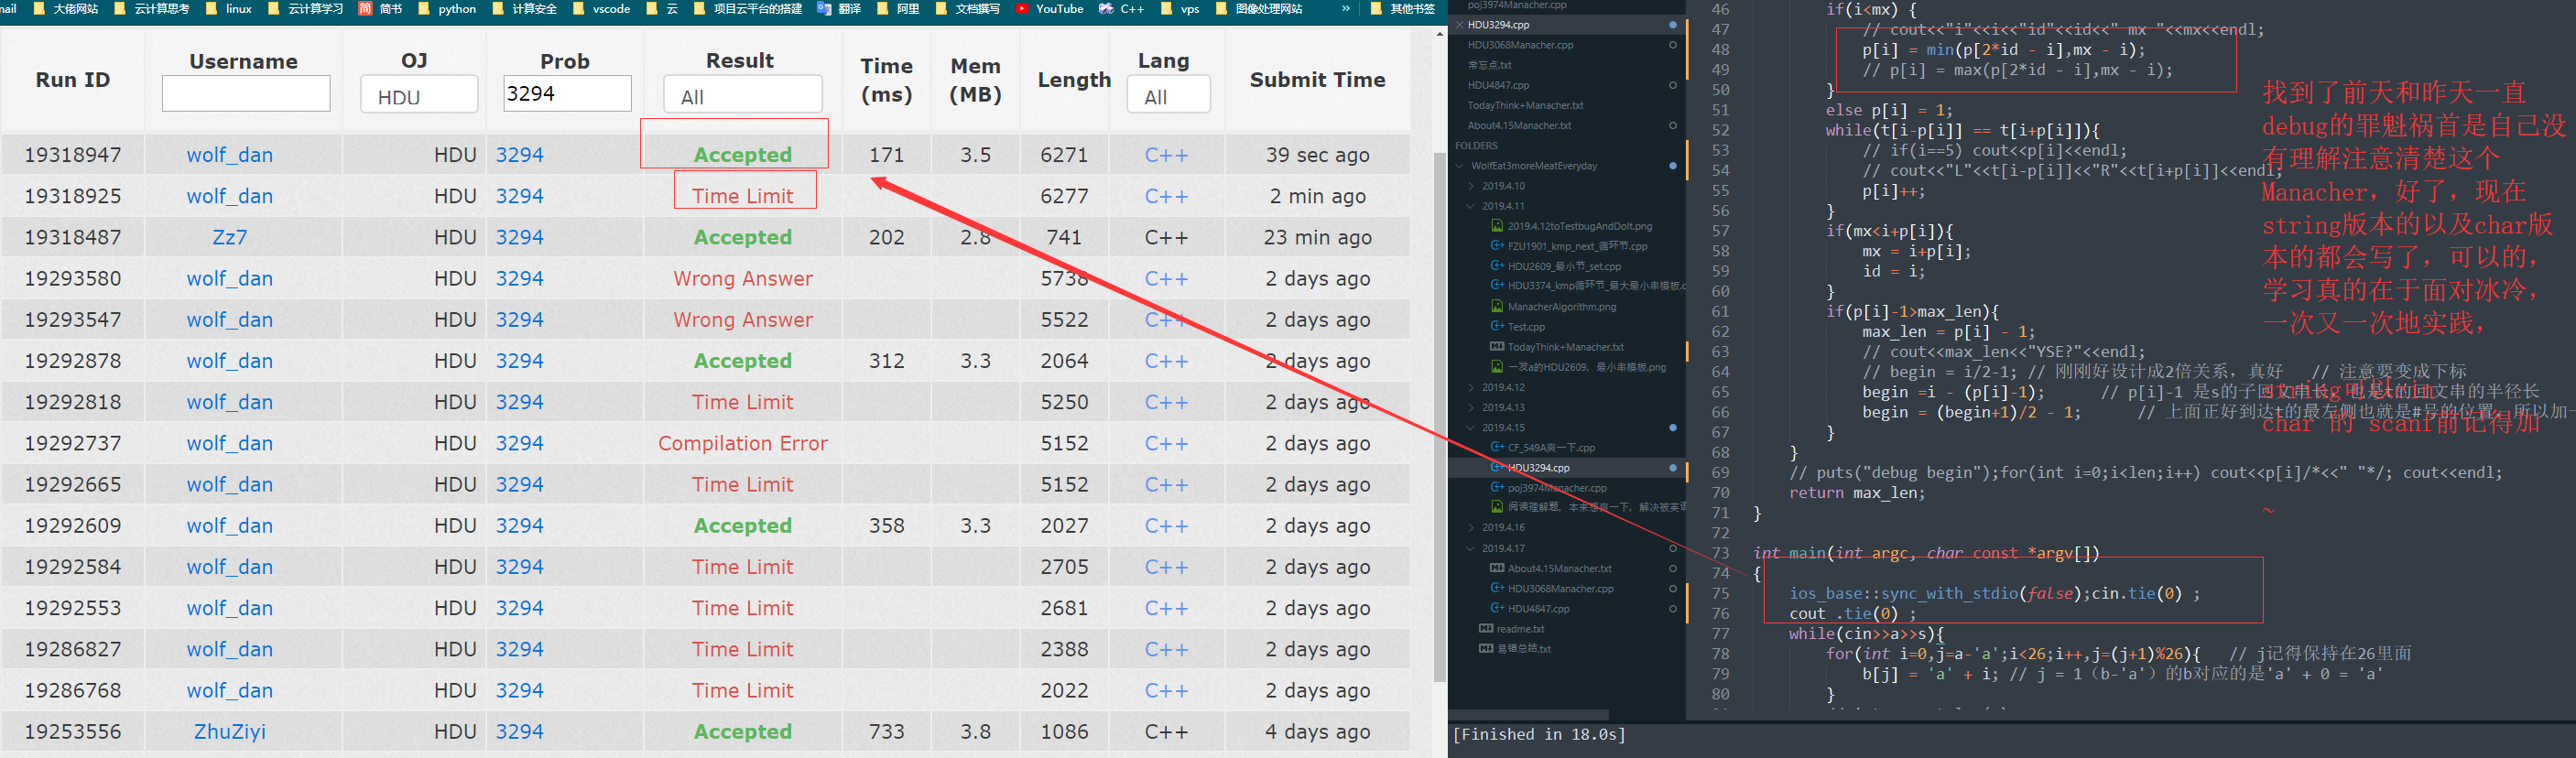 mail 大佬网站 云计算思考 linux 云计算学习 简 简书 python 计算安全 vscode 云 项目云平台的搭建 翻译 阿里 文档撰写 YouTube C++ vps 图像处理网站 » 其他书签
Run ID Username OJ Prob Result Time (ms) Mem (MB) Length Lang Submit Time
HDU 3294 All All
19318947 wolf_dan HDU 3294 Accepted 171 3.5 6271 C++ 39 sec ago
19318925 wolf_dan HDU 3294 Time Limit 6277 C++ 2 min ago
19318487 Zz7 HDU 3294 Accepted 202 2.8 741 C++ 23 min ago
19293580 wolf_dan HDU 3294 Wrong Answer 5738 C++ 2 days ago
19293547 wolf_dan HDU 3294 Wrong Answer 5522 C++ 2 days ago
19292878 wolf_dan HDU 3294 Accepted 312 3.3 2064 C++ 2 days ago
19292818 wolf_dan HDU 3294 Time Limit 5250 C++ 2 days ago
19292737 wolf_dan HDU 3294 Compilation Error 5152 C++ 2 days ago
19292665 wolf_dan HDU 3294 Time Limit 5152 C++ 2 days ago
19292609 wolf_dan HDU 3294 Accepted 358 3.3 2027 C++ 2 days ago
19292584 wolf_dan HDU 3294 Time Limit 2705 C++ 2 days ago
19292553 wolf_dan HDU 3294 Time Limit 2681 C++ 2 days ago
19286827 wolf_dan HDU 3294 Time Limit 2388 C++ 2 days ago
19286768 wolf_dan HDU 3294 Time Limit 2022 C++ 2 days ago
19253556 ZhuZiyi HDU 3294 Accepted 733 3.8 1086 C++ 4 days ago
poj3974Manacher.cpp
HDU3294.cpp
HDU3068Manacher.cpp
常忘点.txt
HDU4847.cpp
TodayThink+Manacher.txt
About4.15Manacher.txt
FOLDERS
WolfEat3moreMeatEveryday
2019.4.10
2019.4.11
2019.4.12toTestbugAndDoIt.png
FZU1901_kmp_next_循环节.cpp
HDU2609_最小节_set.cpp
HDU3374_kmp循环节_最大最小串模板.c
ManacherAlgorithm.png
Test.cpp
TodayThink+Manacher.txt
一发a的HDU2609，最小串模板.png
2019.4.12
2019.4.13
2019.4.15
CF_549A爽一下.cpp
HDU3294.cpp
poj3974Manacher.cpp
阅读理解题，本来想爽一下，解决被英语
2019.4.16
2019.4.17
About4.15Manacher.txt
HDU3068Manacher.cpp
HDU4847.cpp
readme.txt
易错总结.txt
46 if(i<mx) {
47 // cout<<"i"<<i<<"id"<<id<<" mx "<<mx<<endl;
48 p[i] = min(p[2*id - i],mx - i);
49 // p[i] = max(p[2*id - i],mx - i);
50 }
51 else p[i] = 1;
52 while(t[i-p[i]] == t[i+p[i]]){
53 // if(i==5) cout<<p[i]<<endl;
54 // cout<<"L"<<t[i-p[i]]<<"R"<<t[i+p[i]]<<endl;
55 p[i]++;
56 }
57 if(mx<i+p[i]){
58 mx = i+p[i];
59 id = i;
60 }
61 if(p[i]-1>max_len){
62 max_len = p[i] - 1;
63 // cout<<max_len<<"YSE?"<<endl;
64 // begin = i/2-1; // 刚刚好设计成2倍关系，真好 // 注意要变成下标
65 begin =i - (p[i]-1); // p[i]-1 是s的子回文串长，也是t的回文串的半径长
66 begin = (begin+1)/2 - 1; // 上面正好到达t的最左侧也就是#号的位置，所以加一
67 }
68 }
69 // puts("debug begin");for(int i=0;i<len;i++) cout<<p[i]/*<<" "*/; cout<<endl;
70 return max_len;
71 }
72
73 int main(int argc, char const *argv[])
74 {
75 ios_base::sync_with_stdio(false);cin.tie(0) ;
76 cout .tie(0) ;
77 while(cin>>a>>s){
78 for(int i=0,j=a-'a';i<26;i++,j=(j+1)%26){ // j记得保持在26里面
79 b[j] = 'a' + i; // j = 1（b-'a'）的b对应的是'a' + 0 = 'a'
80 }
找到了前天和昨天一直
debug的罪魁祸首是自己没
有理解注意清楚这个
Manacher，好了，现在
string版本的以及char版
本的都会写了，可以的，
学习真的在于面对冰冷，
一次又一次地实践，
string可以cin
char 的 scanf前记得加
~
[Finished in 18.0s]